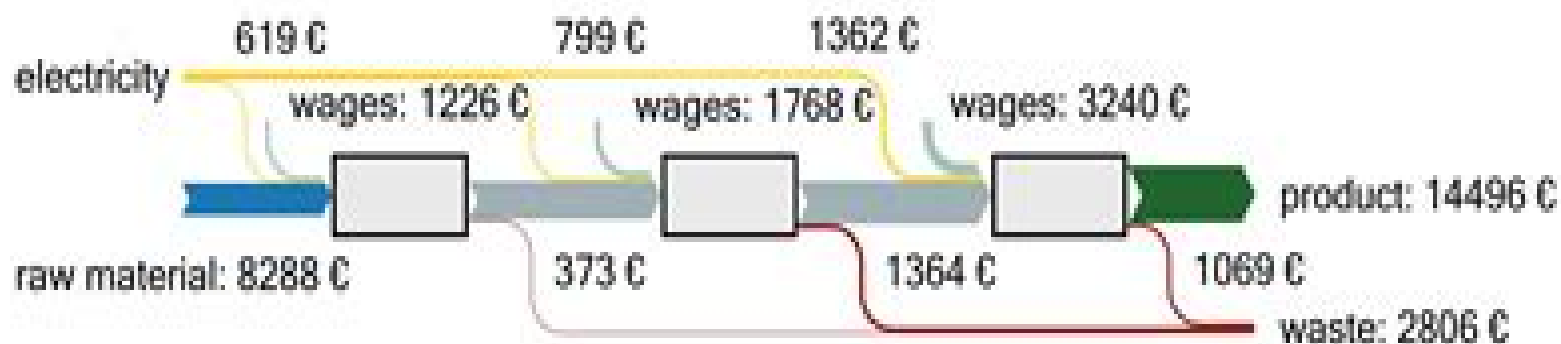 619 € 799 € 1362 €
electricity
wages: 1226 € wages: 1768 € wages: 3240 €
product: 14496 €
raw material: 8288 € 373 € 1364 € 1069 €
waste: 2806 €